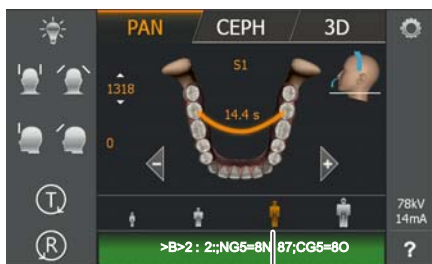 PAN CEPH 3D
S1
1318
14.4 s
0
- +
T
78kV
14mA
R
>B>2 : 2:;NG5=8N 87;CG5=8O
?